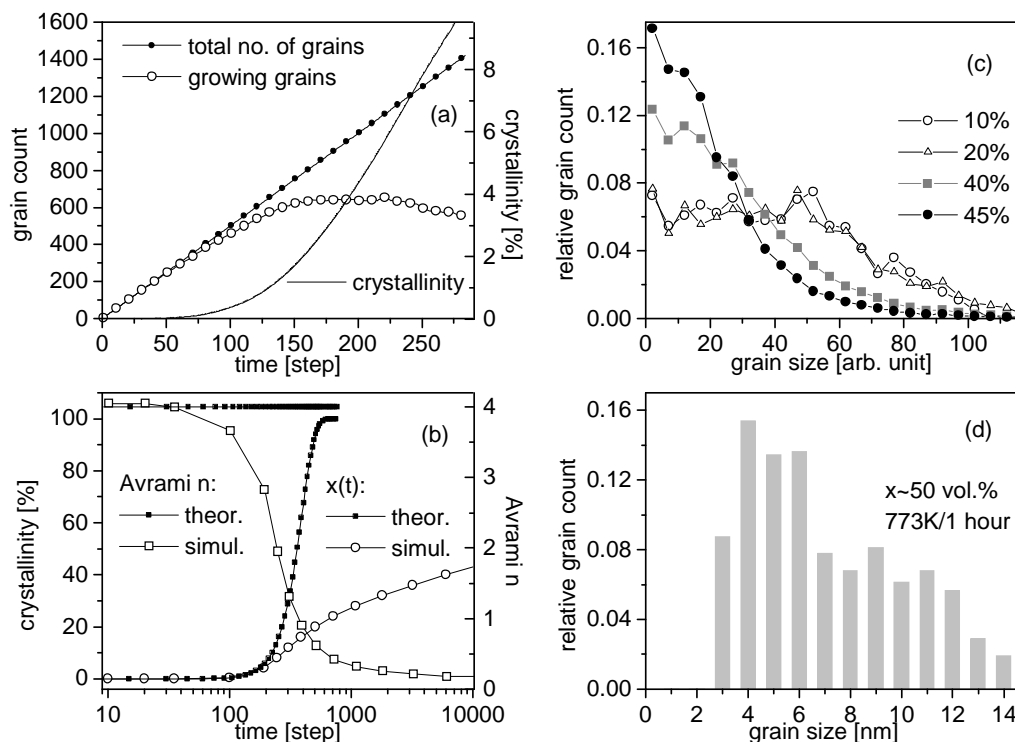 1600
1400
1200
1000
800
600
400
200
0
grain count
total no. of grains
growing grains
(a)
crystallinity
8
6
4
2
0
crystallinity [%]
0 50 100 150 200 250
time [step]
0.16
0.12
0.08
0.04
0.00
relative grain count
(c)
10%
20%
40%
45%
0 20 40 60 80 100
grain size [arb. unit]
100
80
60
40
20
0
crystallinity [%]
(b)
Avrami n: x(t):
theor. theor.
simul. simul.
4
3
2
1
0
Avrami n
10 100 1000 10000
time [step]
0.16
0.12
0.08
0.04
0.00
relative grain count
(d)
x~50 vol.%
773K/1 hour
0 2 4 6 8 10 12 14
grain size [nm]